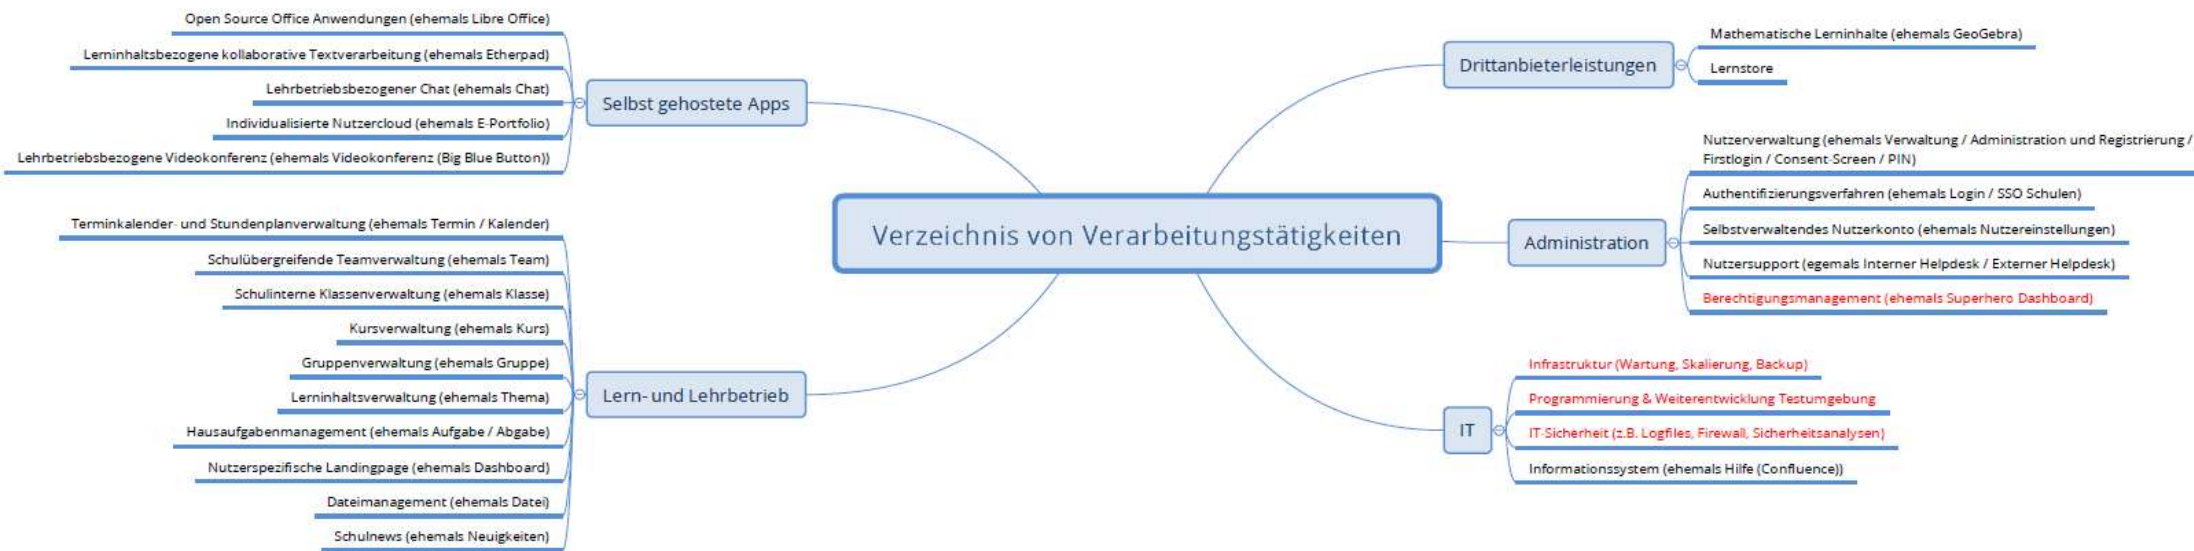 Open Source Office Anwendungen (ehemals Libre Office)
Lerninhaltsbezogene kollaborative Textverarbeitung (ehemals Etherpad)
Lehrbetriebsbezogener Chat (ehemals Chat)
Individualisierte Nutzercloud (ehemals E-Portfolio)
Lehrbetriebsbezogene Videokonferenz (ehemals Videokonferenz (Big Blue Button))
Selbst gehostete Apps
Terminkalender- und Stundenplanverwaltung (ehemals Termin / Kalender)
Schulübergreifende Teamverwaltung (ehemals Team)
Schulinterne Klassenverwaltung (ehemals Klasse)
Kursverwaltung (ehemals Kurs)
Gruppenverwaltung (ehemals Gruppe)
Lerninhaltsverwaltung (ehemals Thema)
Hausaufgabenmanagement (ehemals Aufgabe / Abgabe)
Nutzerspezifische Landingpage (ehemals Dashboard)
Dateimanagement (ehemals Datei)
Schulnews (ehemals Neuigkeiten)
Lern- und Lehrbetrieb
Verzeichnis von Verarbeitungstätigkeiten
Drittanbieterleistungen
Mathematische Lerninhalte (ehemals GeoGebra)
Lernstore
Administration
Nutzerverwaltung (ehemals Verwaltung / Administration und Registrierung /
Firstlogin / Consent-Screen / PIN)
Authentifizierungsverfahren (ehemals Login / SSO Schulen)
Selbstverwaltendes Nutzerkonto (ehemals Nutzereinstellungen)
Nutzersupport (egemals Interner Helpdesk / Externer Helpdesk)
Berechtigungsmanagement (ehemals Superhero Dashboard)
IT
Infrastruktur (Wartung, Skalierung, Backup)
Programmierung & Weiterentwicklung Testumgebung
IT-Sicherheit (z.B. Logfiles, Firewall, Sicherheitsanalysen)
Informationssystem (ehemals Hilfe (Confluence))